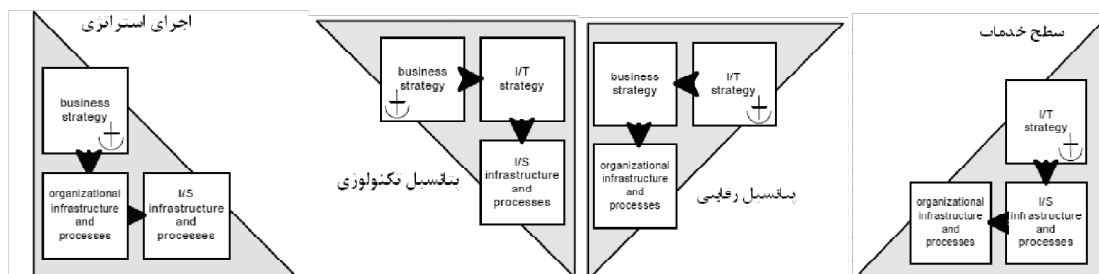 اجرای استراتژی
business
strategy
organizational
infrastructure
and
processes
I/S
infrastructure
and
processes
business
strategy
I/T
strategy
I/S
infrastructure
and
processes
پتانسیل تکنولوژی
business
strategy
I/T
strategy
organizational
infrastructure
and
processes
پتانسیل رقابتی
سطح خدمات
I/T
strategy
organizational
infrastructure
and
processes
I/S
infrastructure
and
processes